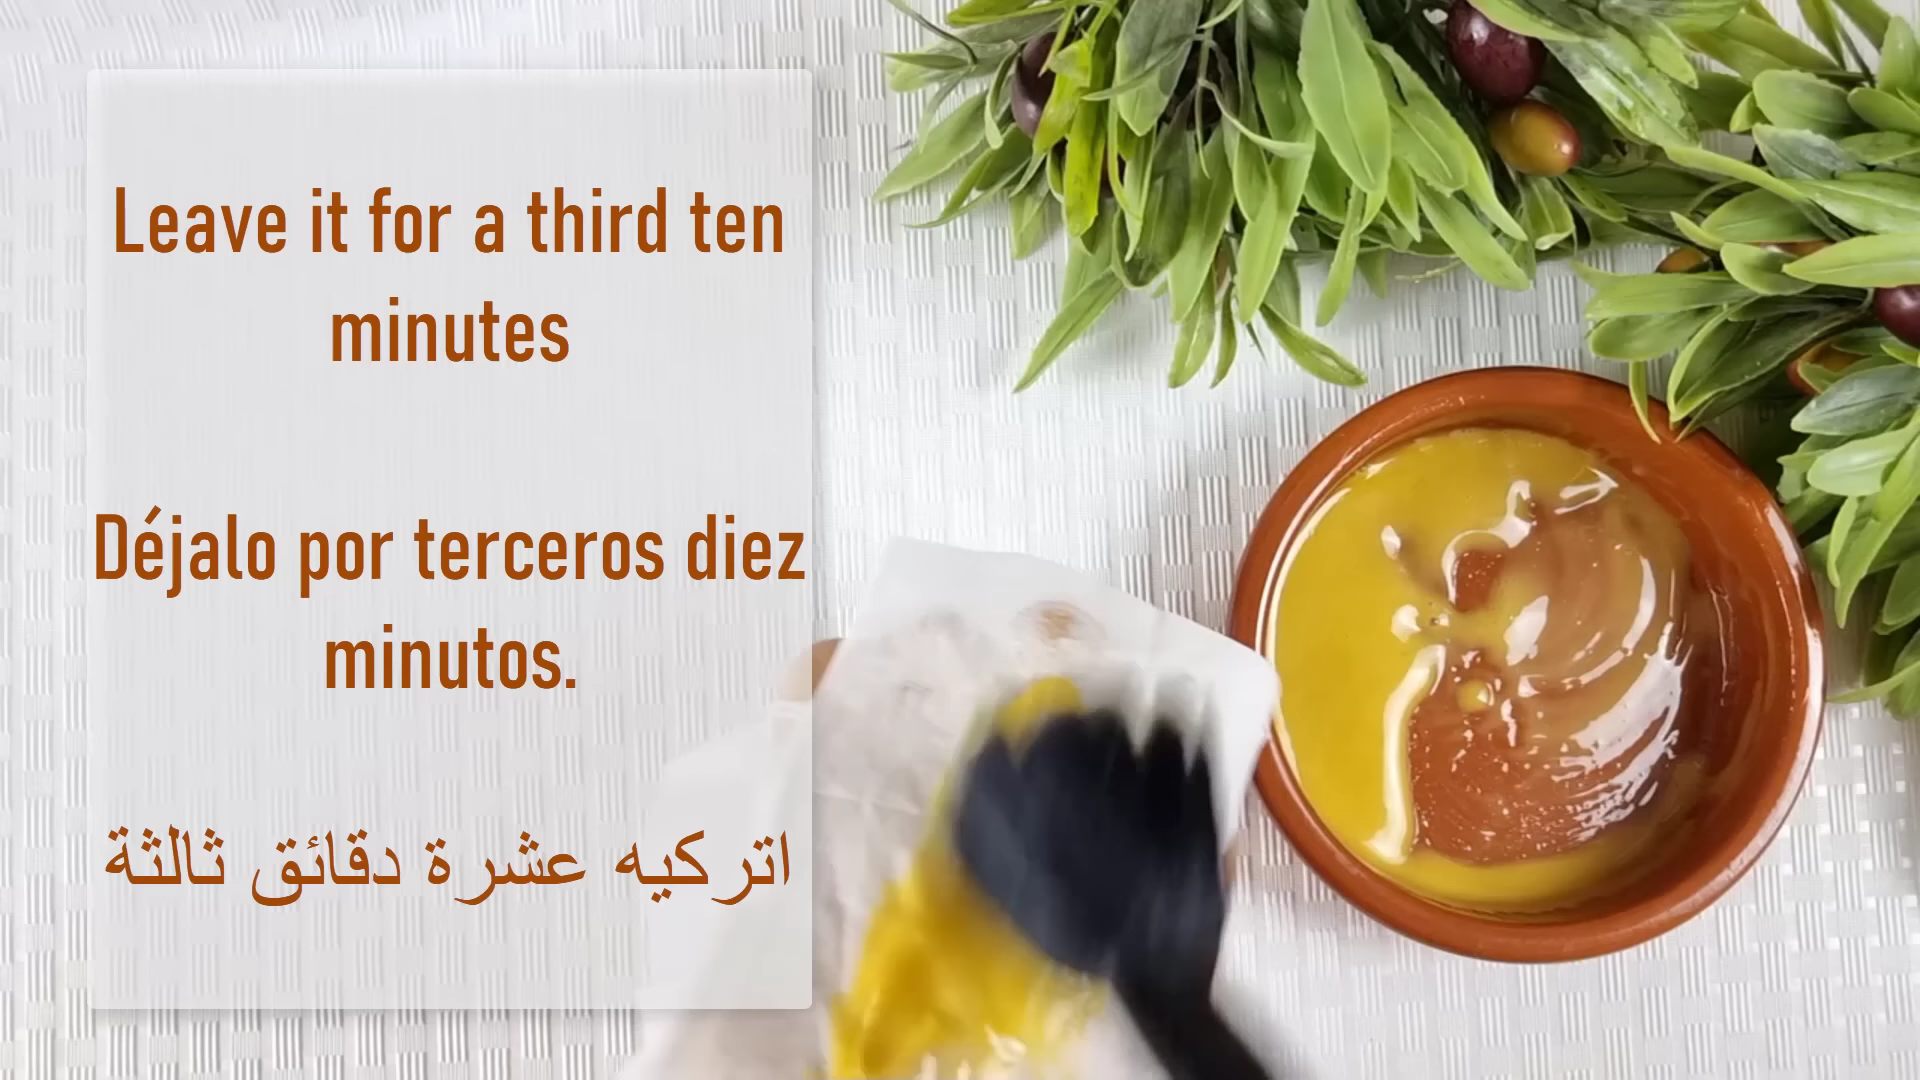 Leave it for a third ten
minutes
Déjalo por terceros diez
minutos.
اتركيه عشرة دقائق ثالثة